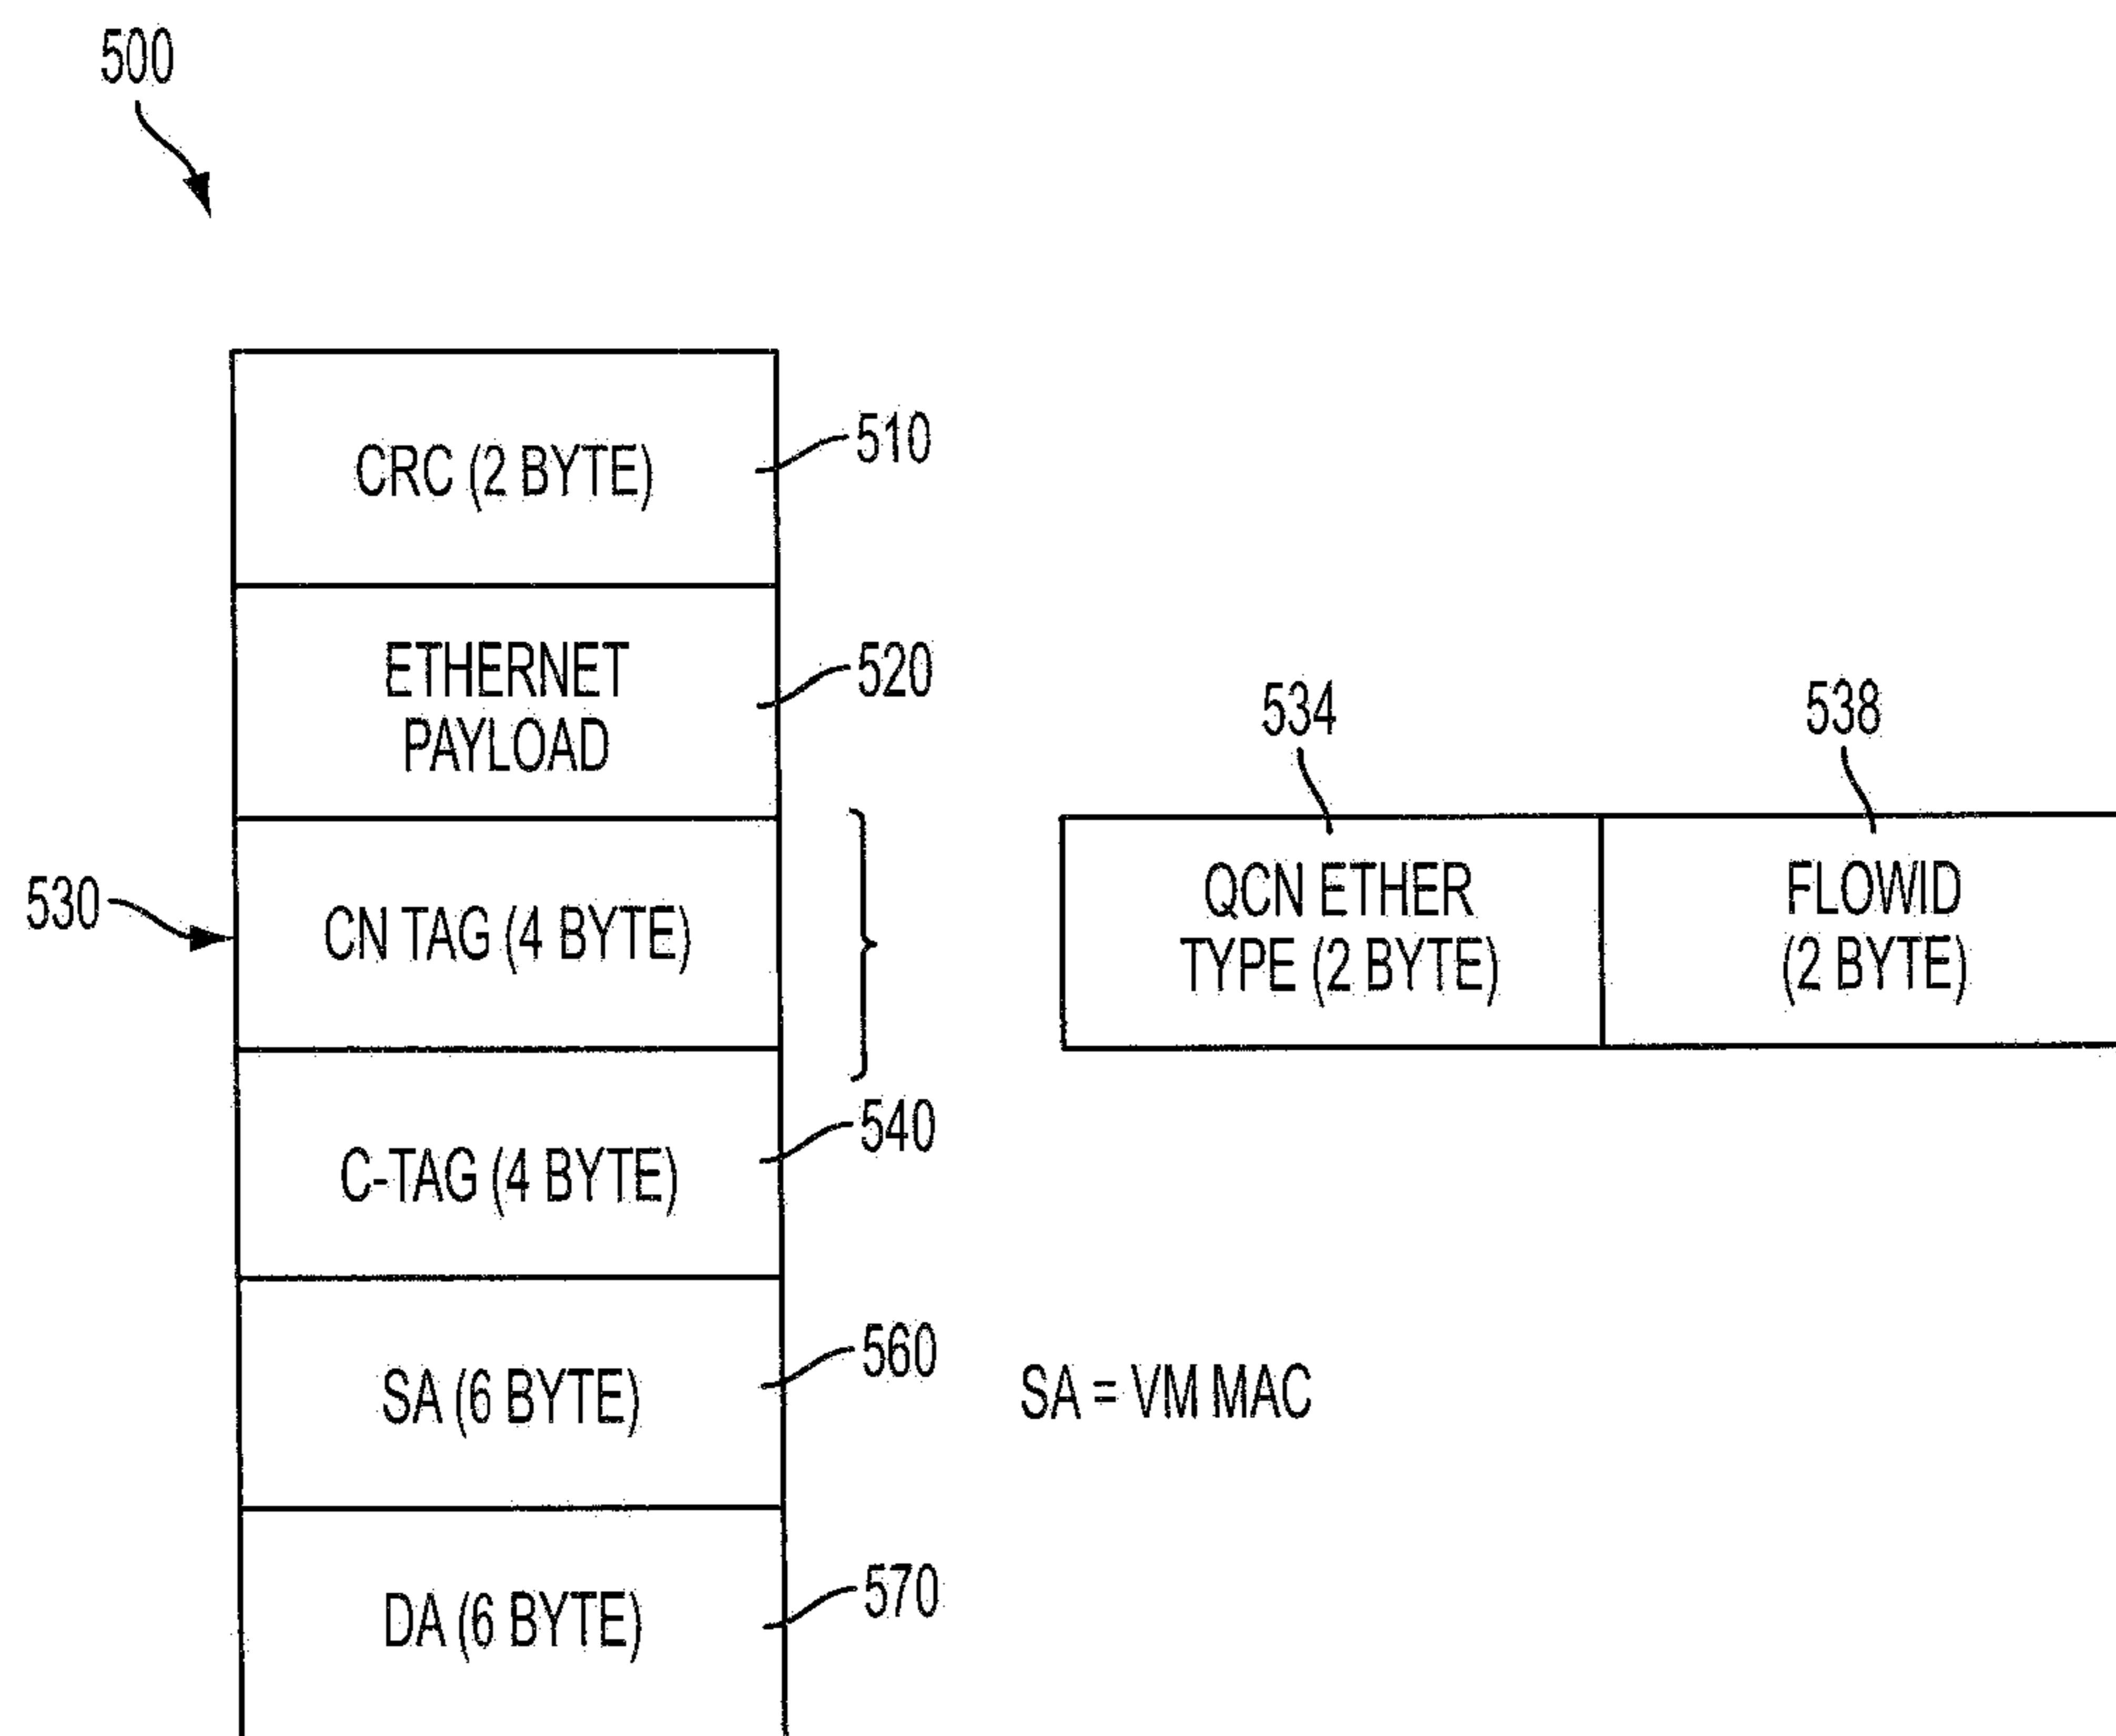 500
CRC (2 BYTE)
510
ETHERNET
PAYLOAD
520
530
CN TAG (4 BYTE)
534
538
QCN ETHER
TYPE (2 BYTE)
FLOWID
(2 BYTE)
C-TAG (4 BYTE)
540
SA (6 BYTE)
560
SA = VM MAC
DA (6 BYTE)
570